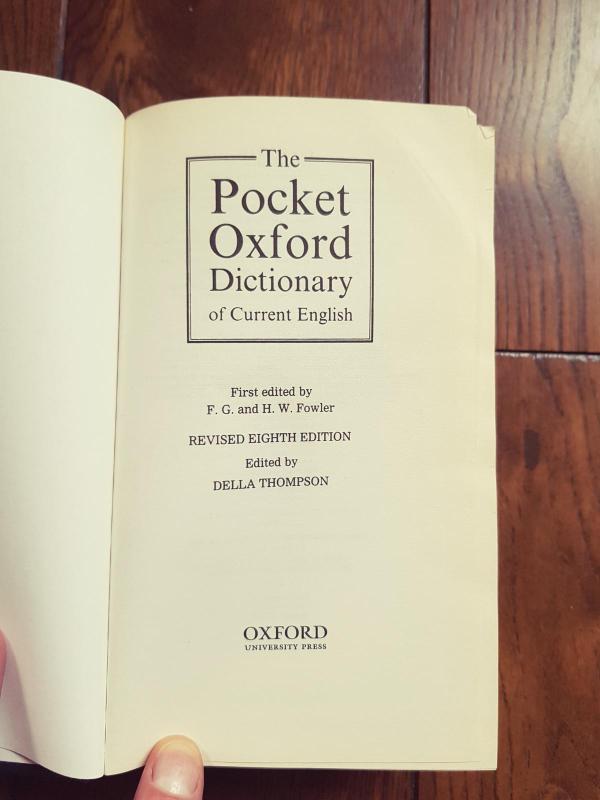 The
Pocket
Oxford
Dictionary
of Current English
First edited by
F. G. and H. W. Fowler
REVISED EIGHTH EDITION
Edited by
DELLA THOMPSON
OXFORD
UNIVERSITY PRESS